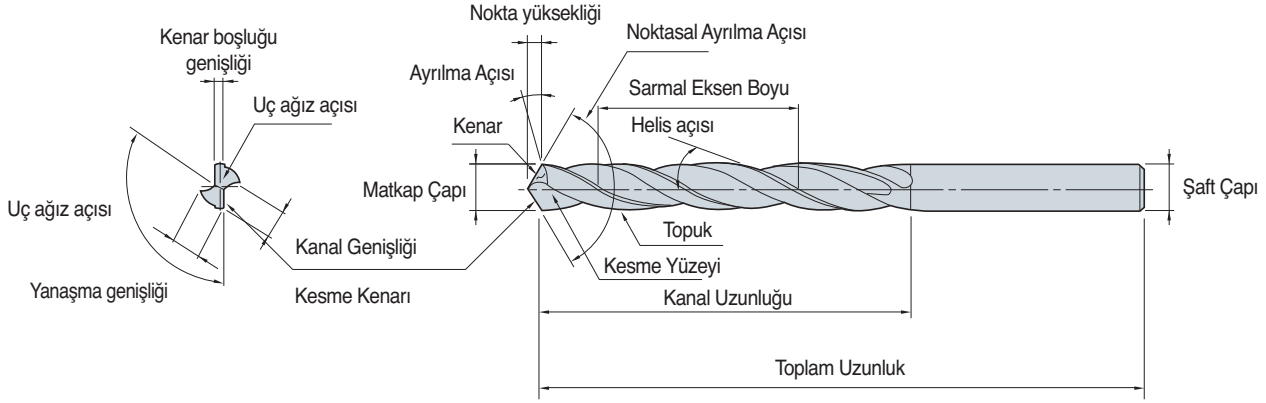 Nokta yüksekliği
Noktasal Ayrılma Açısı
Kenar boşluğu
genişliği
Ayrılma Açısı
Sarmal Eksen Boyu
Uç ağız açısı
Kenar
Helis açısı
Matkap Çapı
Şaft Çapı
Uç ağız açısı
Kanal Genişliği
Topuk
Kesme Yüzeyi
Yanaşma genişliği
Kesme Kenarı
Kanal Uzunluğu
Toplam Uzunluk